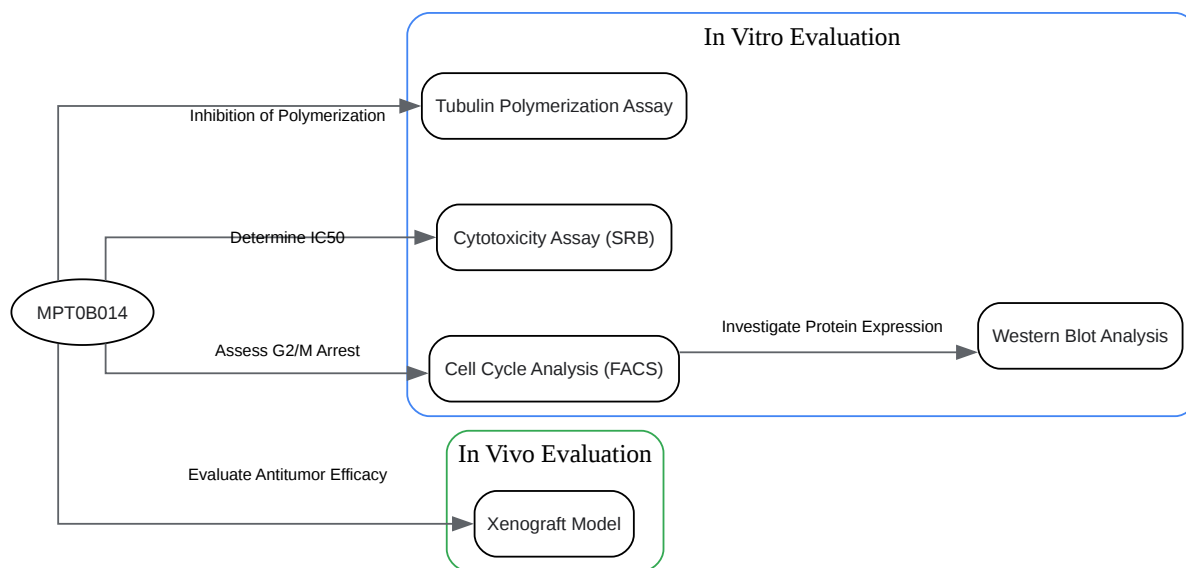 In Vitro Evaluation
Tubulin Polymerization Assay
Inhibition of Polymerization
Determine IC50
Cytotoxicity Assay (SRB)
MPT0B014
Investigate Protein Expression
Western Blot Analysis
Assess G2/M Arrest
Cell Cycle Analysis (FACS)
In Vivo Evaluation
Evaluate Antitumor Efficacy
Xenograft Model